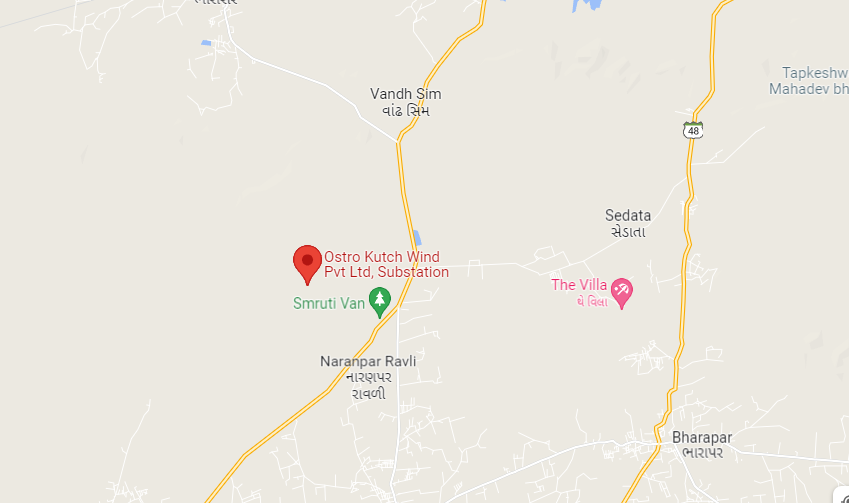 Vandh Sim
વાંઢ સિમ
Tapkeshw
Mahadev bh
48
Sedata
સેડાતા
Ostro Kutch Wind
Pvt Ltd, Substation
The Villa
ધે વિલા
Smruti Van
Naranpar Ravli
નારણપર
રાવળી
Bharapar
ભારાપર